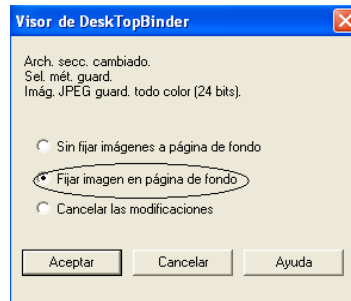 Visor de DeskTopBinder
Arch. secc. cambiado.
Sel. mét. guard.
Imág. JPEG guard. todo color (24 bits).
Sin fijar imágenes a página de fondo
Fijar imagen en página de fondo
Cancelar las modificaciones
Aceptar Cancelar Ayuda